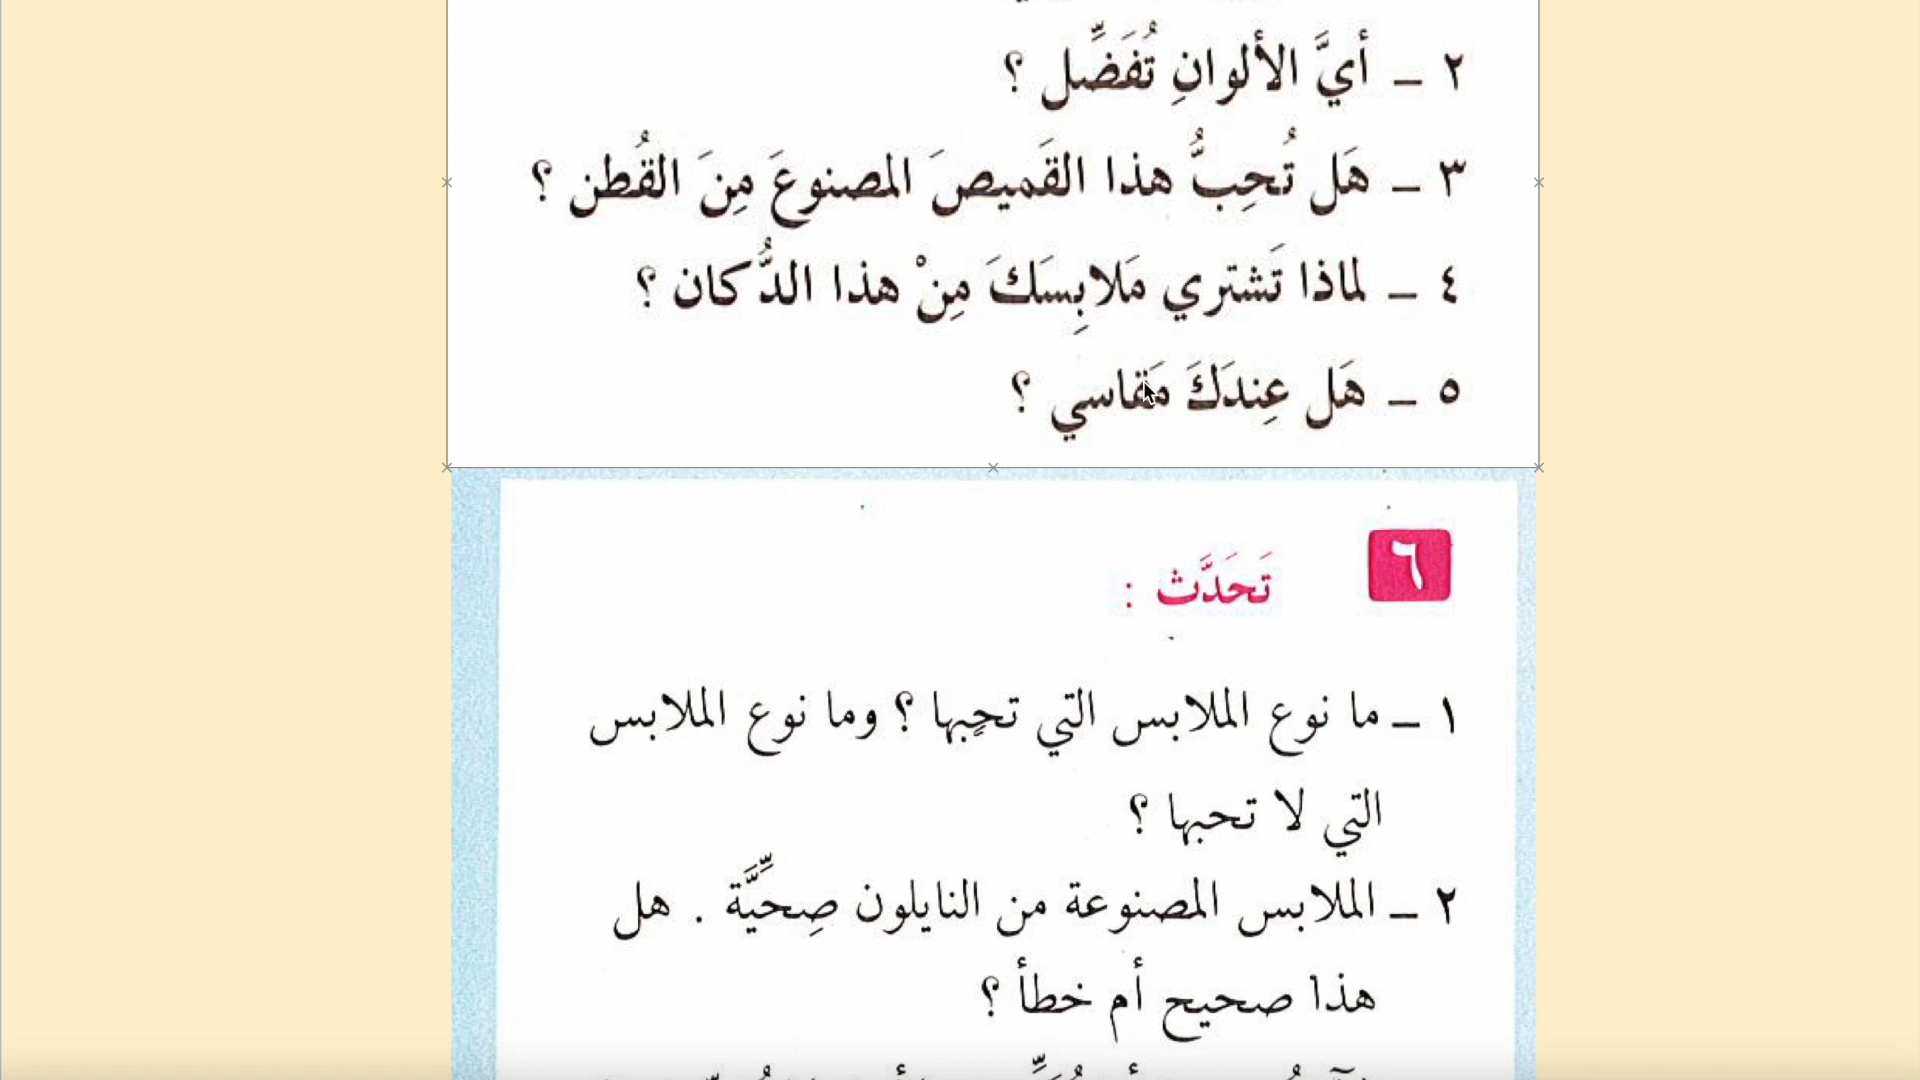 ٢ – أيَّ الألوانِ تُفَضِّل ؟
٣ – هَل تُحِبُّ هذا القَميصَ المصنوعَ مِنَ القُطن ؟
٤ – لماذا تَشتري مَلابِسَكَ مِنْ هذا الدُّكان ؟
٥ – هَل عِندَكَ مَقاسي ؟
٦ تَحَدَّث :
١ – ما نوع الملابس التي تحبها ؟ وما نوع الملابس
التي لا تحبها ؟
٢ – الملابس المصنوعة من النايلون صِحيَّة . هل
هذا صحيح أم خطأ ؟